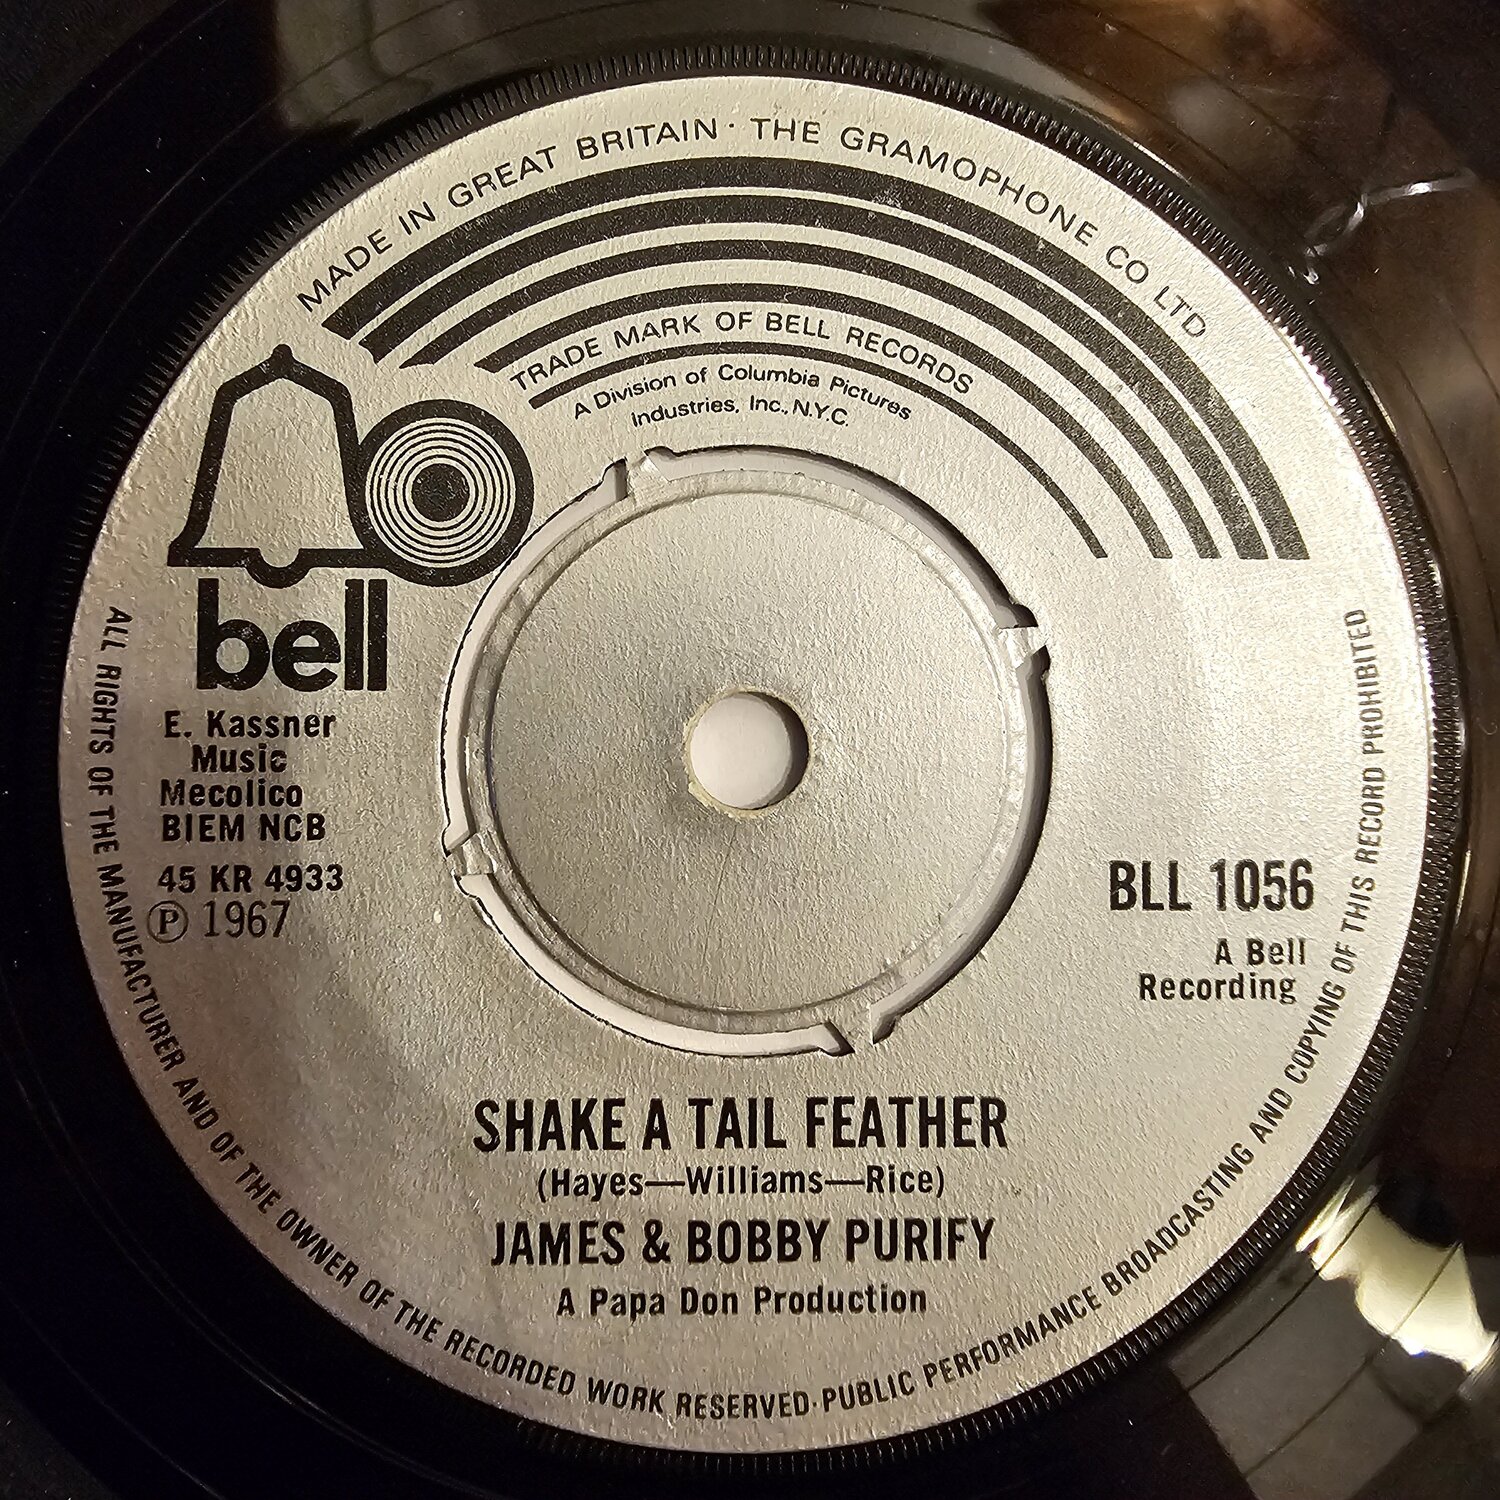 MADE IN GREAT BRITAIN · THE GRAMOPHONE CO LTD
TRADE MARK OF BELL RECORDS
A Division of Columbia Pictures
Industries, Inc., N.Y.C.
bell
E. Kassner
Music
Mecolico
BIEM NCB
45 KR 4933
Ⓟ 1967
BLL 1056
A Bell
Recording
SHAKE A TAIL FEATHER
(Hayes—Williams—Rice)
JAMES & BOBBY PURIFY
A Papa Don Production
ALL RIGHTS OF THE MANUFACTURER AND OF THE OWNER OF THE RECORDED WORK RESERVED · PUBLIC PERFORMANCE BROADCASTING AND COPYING OF THIS RECORD PROHIBITED